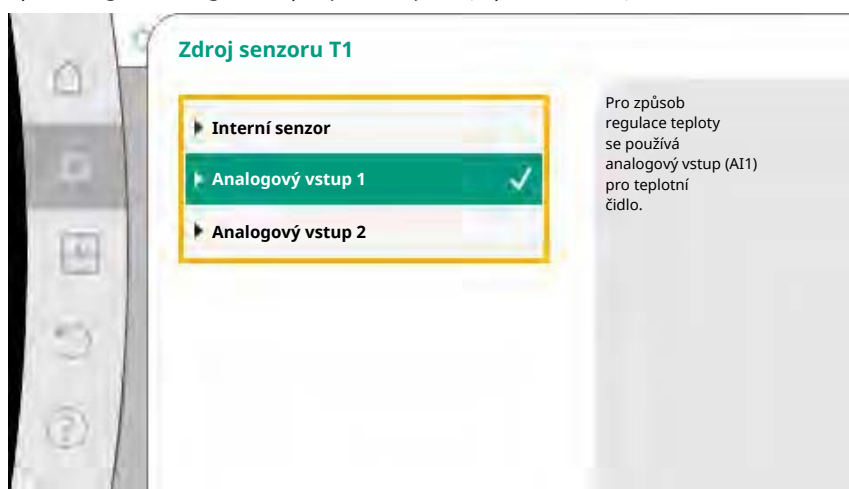 Zdroj senzoru T1
Interní senzor
Analogový vstup 1
Analogový vstup 2
Pro způsob
regulace teploty
se používá
analogový vstup (AI1)
pro teplotní
čidlo.